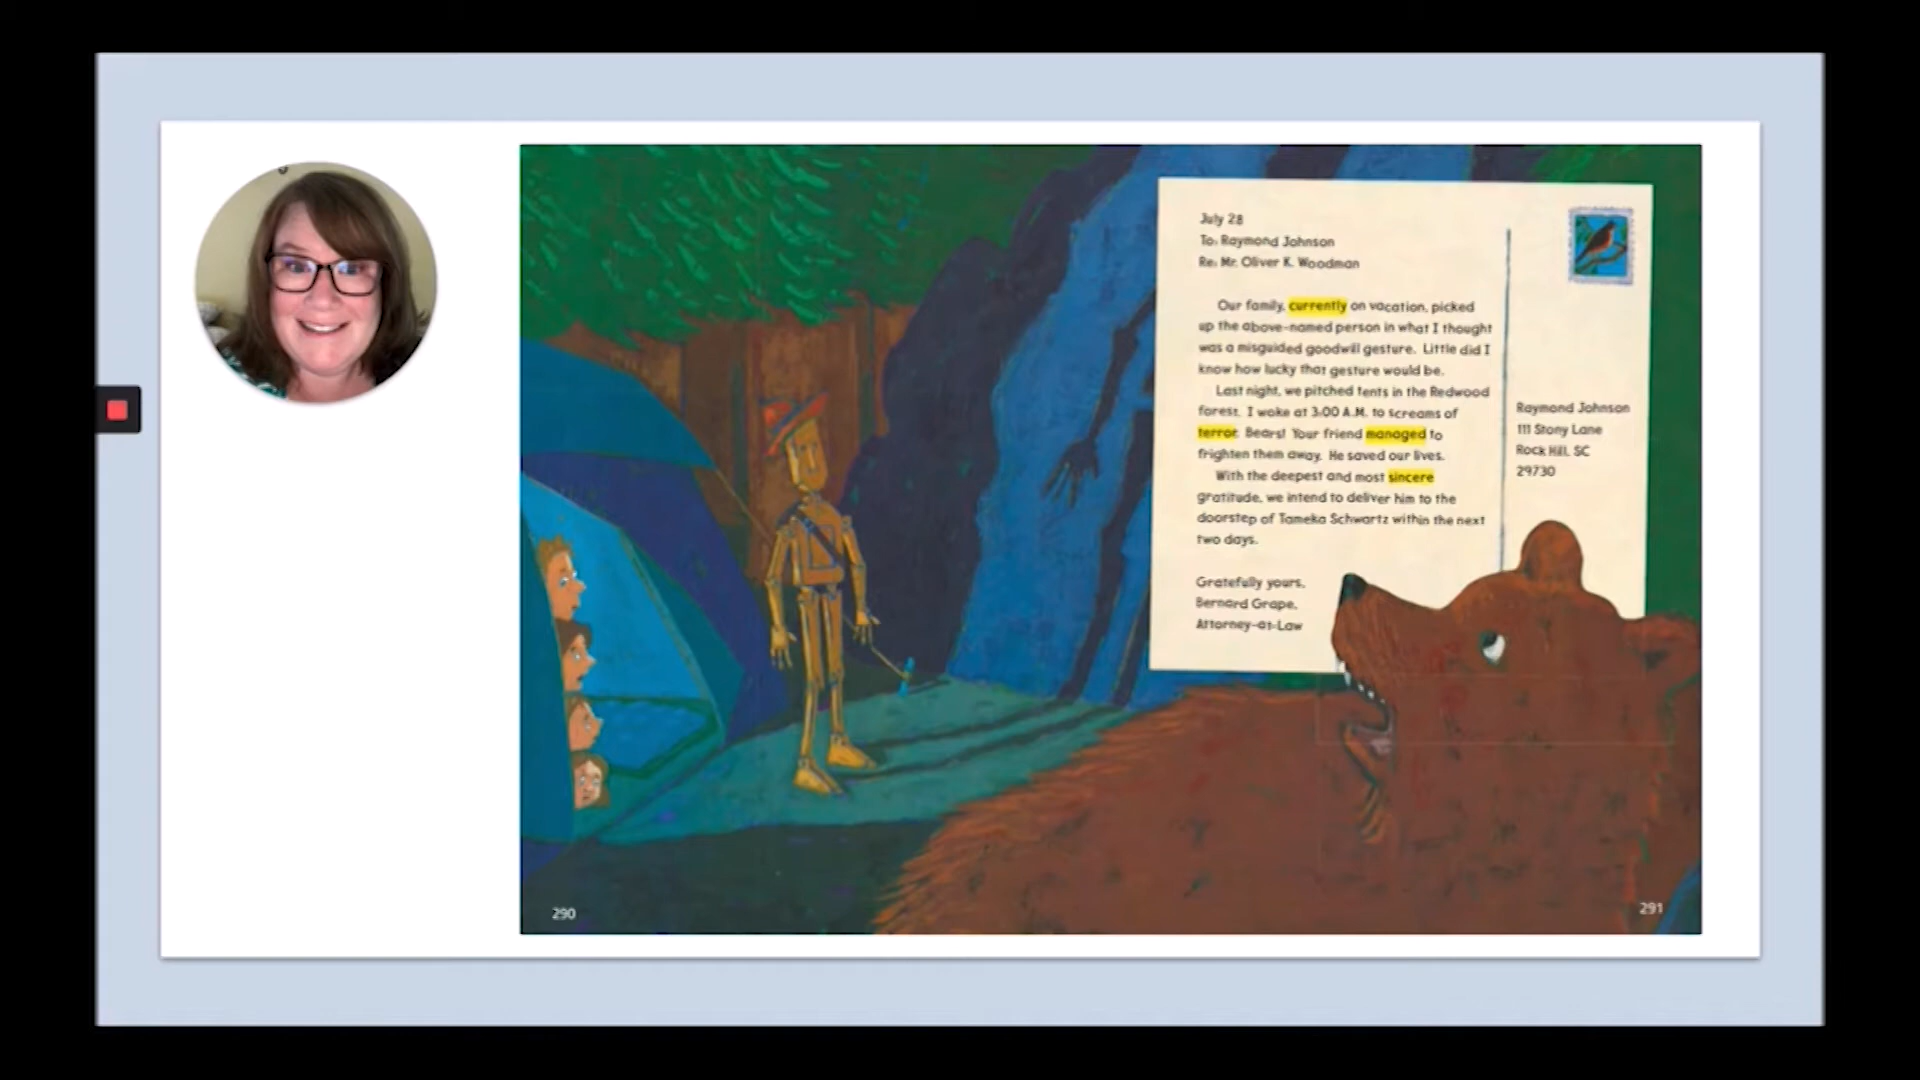 July 28
To: Raymond Johnson
Re: Mr. Oliver K. Woodman
Our family, currently on vacation, picked
up the above-named person in what I thought
was a misguided goodwill gesture. Little did I
know how lucky that gesture would be.
Last night, we pitched tents in the Redwood
forest. I woke at 3:00 A.M. to screams of
terror. Bears! Your friend managed to
frighten them away. He saved our lives.
With the deepest and most sincere
gratitude, we intend to deliver him to the
doorstep of Tameka Schwartz within the next
two days.
Gratefully yours,
Bernard Grape,
Attorney-at-Law
Raymond Johnson
111 Stony Lane
Rock Hill, SC
29730
290
291